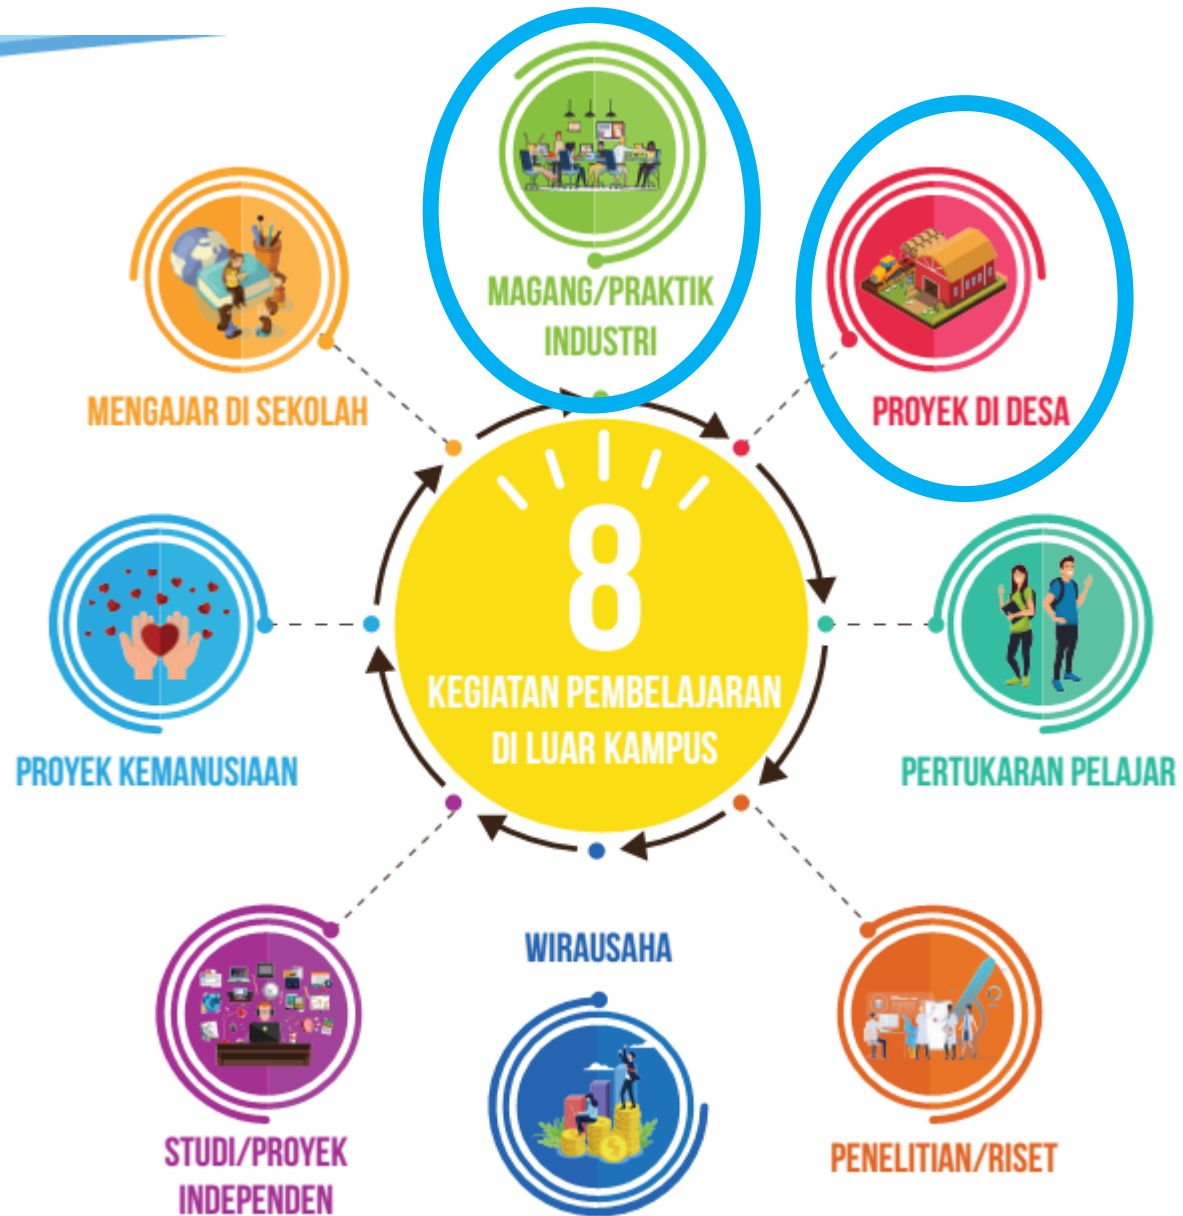 MAGANG/PRAKTIK
INDUSTRI
PROYEK DI DESA
PERTUKARAN PELAJAR
PENELITIAN/RISET
WIRAUSAHA
STUDI/PROYEK
INDEPENDEN
PROYEK KEMANUSIAAN
MENGAJAR DI SEKOLAH
8
KEGIATAN PEMBELAJARAN
DI LUAR KAMPUS